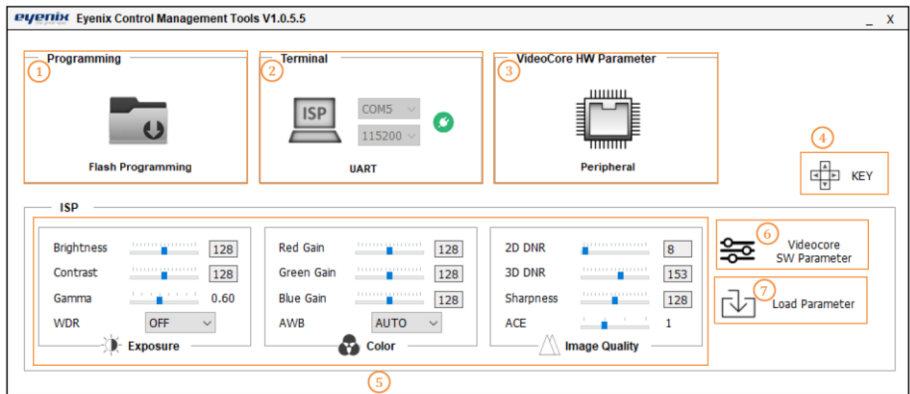 eyenix Eyenix Control Management Tools V1.0.5.5 _ X
Programming
1
Flash Programming
Terminal
2
ISP
COM5
115200
UART
VideoCore HW Parameter
3
Peripheral
4
KEY
ISP
Brightness 128
Contrast 128
Gamma 0.60
WDR OFF
Exposure
Red Gain 128
Green Gain 128
Blue Gain 128
AWB AUTO
Color
2D DNR 8
3D DNR 153
Sharpness 128
ACE 1
Image Quality
5
6
Videocore
SW Parameter
7
Load Parameter